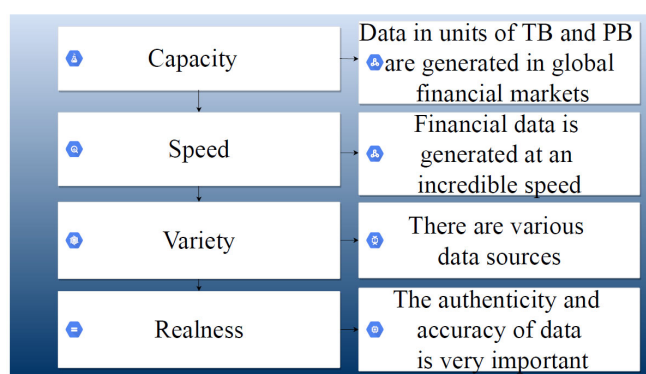 Capacity
Data in units of TB and PB
are generated in global
financial markets
Speed
Financial data is
generated at an
incredible speed
Variety
There are various
data sources
Realness
The authenticity and
accuracy of data
is very important